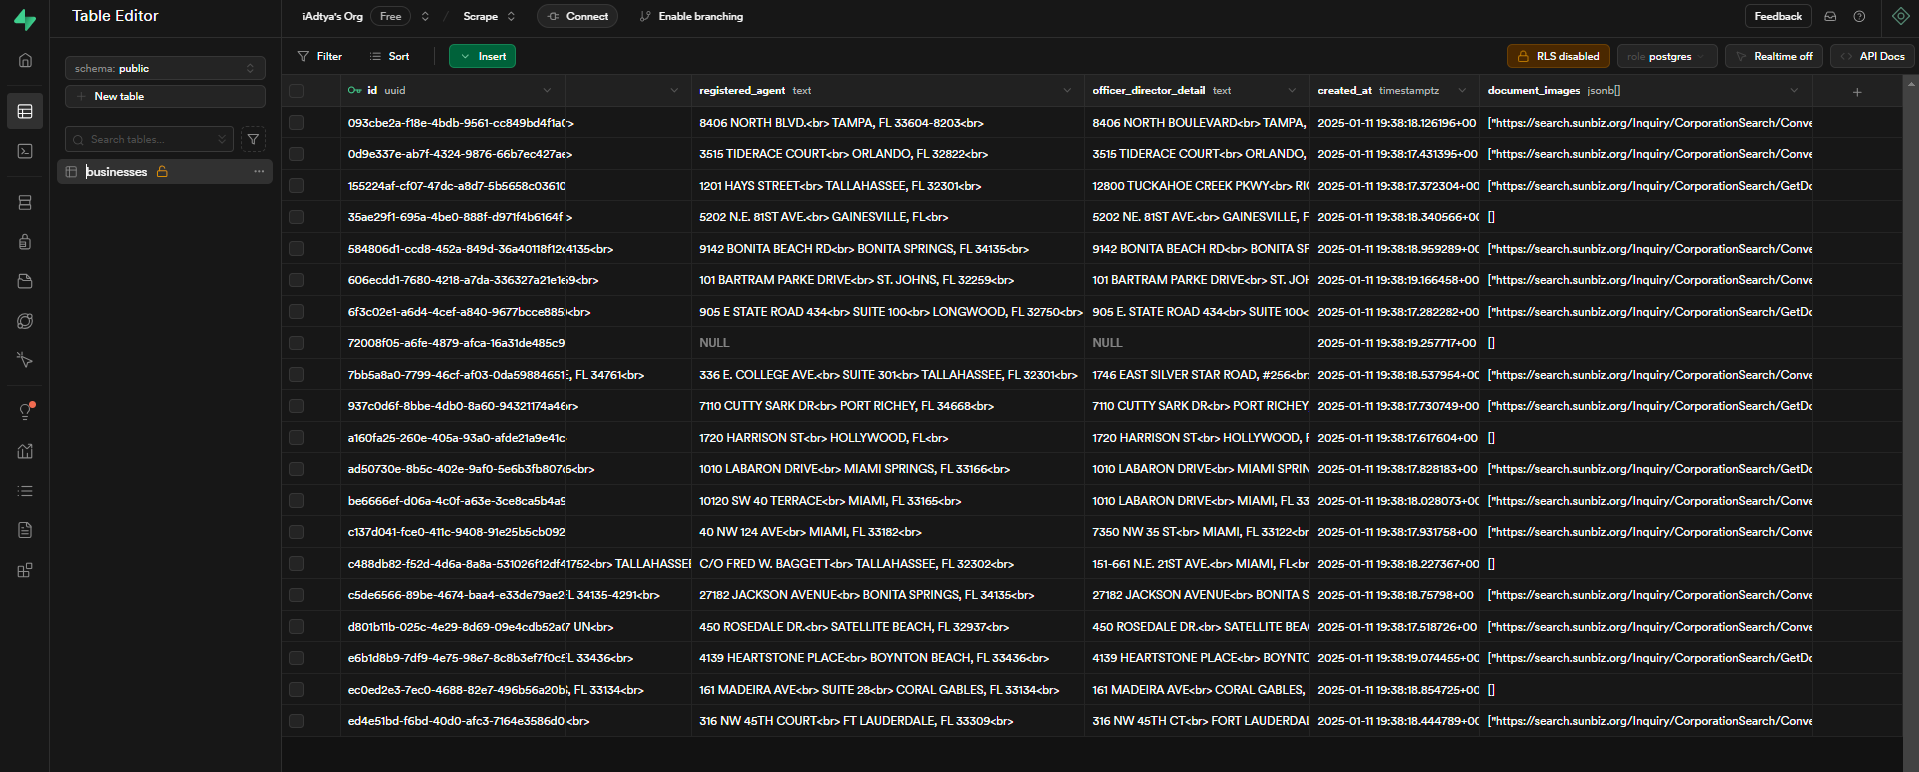 Table Editor
iAdtya's Org Free / Scrape Connect Enable branching Feedback
schema: public
New table
Search tables...
businesses
Filter Sort Insert RLS disabled role postgres Realtime off API Docs
id uuid registered_agent text officer_director_detail text created_at timestamptz document_images jsonb[]
093cbe2a-f18e-4bdb-9561-cc849bd4f1a0 > 8406 NORTH BLVD.<br> TAMPA, FL 33604-8203<br> 8406 NORTH BOULEVARD<br> TAMPA, 2025-01-11 19:38:18.126196+00 ["https://search.sunbiz.org/Inquiry/CorporationSearch/Conve
0d9e337e-ab7f-4324-9876-66b7ec427ae > 3515 TIDERACE COURT<br> ORLANDO, FL 32822<br> 3515 TIDERACE COURT<br> ORLANDO, 2025-01-11 19:38:17.431395+00 ["https://search.sunbiz.org/Inquiry/CorporationSearch/Conve
155224af-cf07-47dc-a8d7-5b5658c03610 1201 HAYS STREET<br> TALLAHASSEE, FL 32301<br> 12800 TUCKAHOE CREEK PKWY<br> RIC 2025-01-11 19:38:17.372304+00 ["https://search.sunbiz.org/Inquiry/CorporationSearch/GetDo
35ae29f1-695a-4be0-888f-d971f4b6164f > 5202 N.E. 81ST AVE.<br> GAINESVILLE, FL<br> 5202 NE. 81ST AVE.<br> GAINESVILLE, F 2025-01-11 19:38:18.340566+00 []
584806d1-ccd8-452a-849d-36a40118f12c 4135<br> 9142 BONITA BEACH RD<br> BONITA SPRINGS, FL 34135<br> 9142 BONITA BEACH RD<br> BONITA SP 2025-01-11 19:38:18.959289+00 ["https://search.sunbiz.org/Inquiry/CorporationSearch/Conve
606ecdd1-7680-4218-a7da-336327a21e1e 9<br> 101 BARTRAM PARKE DRIVE<br> ST. JOHNS, FL 32259<br> 101 BARTRAM PARKE DRIVE<br> ST. JOH 2025-01-11 19:38:19.166458+00 ["https://search.sunbiz.org/Inquiry/CorporationSearch/Conve
6f3c02e1-a6d4-4cef-a840-9677bcce885 <br> 905 E STATE ROAD 434<br> SUITE 100<br> LONGWOOD, FL 32750<br> 905 E. STATE ROAD 434<br> SUITE 100< 2025-01-11 19:38:17.282282+00 ["https://search.sunbiz.org/Inquiry/CorporationSearch/GetDo
72008f05-a6fe-4879-afca-16a31de485c9 NULL NULL 2025-01-11 19:38:19.257717+00 []
7bb5a8a0-7799-46cf-af03-0da59884651 , FL 34761<br> 336 E. COLLEGE AVE.<br> SUITE 301<br> TALLAHASSEE, FL 32301<br> 1746 EAST SILVER STAR ROAD, #256<br 2025-01-11 19:38:18.537954+00 ["https://search.sunbiz.org/Inquiry/CorporationSearch/Conve
937c0d6f-8bbe-4db0-8a60-94321174a46 r> 7110 CUTTY SARK DR<br> PORT RICHEY, FL 34668<br> 7110 CUTTY SARK DR<br> PORT RICHEY 2025-01-11 19:38:17.730749+00 ["https://search.sunbiz.org/Inquiry/CorporationSearch/GetDo
a160fa25-260e-405a-93a0-afde21a9e41c 1720 HARRISON ST<br> HOLLYWOOD, FL<br> 1720 HARRISON ST<br> HOLLYWOOD, F 2025-01-11 19:38:17.617604+00 []
ad50730e-8b5c-402e-9af0-5e6b3fb807 6<br> 1010 LABARON DRIVE<br> MIAMI SPRINGS, FL 33166<br> 1010 LABARON DRIVE<br> MIAMI SPRIN 2025-01-11 19:38:17.828183+00 ["https://search.sunbiz.org/Inquiry/CorporationSearch/GetDo
be6666ef-d06a-4c0f-a63e-3ce8ca5b4a9 10120 SW 40 TERRACE<br> MIAMI, FL 33165<br> 1010 LABARON DRIVE<br> MIAMI, FL 33 2025-01-11 19:38:18.028073+00 ["https://search.sunbiz.org/Inquiry/CorporationSearch/Conve
c137d041-fce0-411c-9408-91e25b5cb092 40 NW 124 AVE<br> MIAMI, FL 33182<br> 7350 NW 35 ST<br> MIAMI, FL 33122<br 2025-01-11 19:38:17.931758+00 ["https://search.sunbiz.org/Inquiry/CorporationSearch/Conve
c488db82-f52d-4d6a-8a8a-531026f12df4 1752<br> TALLAHASSEE C/O FRED W. BAGGETT<br> TALLAHASSEE, FL 32302<br> 151-661 N.E. 21ST AVE.<br> MIAMI, FL<br 2025-01-11 19:38:18.227367+00 []
c5de6566-89be-4674-baa4-e33de79ae2 FL 34135-4291<br> 27182 JACKSON AVENUE<br> BONITA SPRINGS, FL 34135<br> 27182 JACKSON AVENUE<br> BONITA S 2025-01-11 19:38:18.75798+00 ["https://search.sunbiz.org/Inquiry/CorporationSearch/Conve
d801b11b-025c-4e29-8d69-09e4cdb52a 7 UN<br> 450 ROSEDALE DR.<br> SATELLITE BEACH, FL 32937<br> 450 ROSEDALE DR.<br> SATELLITE BEA 2025-01-11 19:38:17.518726+00 ["https://search.sunbiz.org/Inquiry/CorporationSearch/Conve
e6b1d8b9-7df9-4e75-98e7-8c8b3ef7f0c FL 33436<br> 4139 HEARTSTONE PLACE<br> BOYNTON BEACH, FL 33436<br> 4139 HEARTSTONE PLACE<br> BOYNTO 2025-01-11 19:38:19.074455+00 ["https://search.sunbiz.org/Inquiry/CorporationSearch/GetDo
ec0ed2e3-7ec0-4688-82e7-496b56a20b , FL 33134<br> 161 MADEIRA AVE<br> SUITE 28<br> CORAL GABLES, FL 33134<br> 161 MADEIRA AVE<br> CORAL GABLES, 2025-01-11 19:38:18.854725+00 []
ed4e51bd-f6bd-40d0-afc3-7164e3586d0 <br> 316 NW 45TH COURT<br> FT LAUDERDALE, FL 33309<br> 316 NW 45TH CT<br> FORT LAUDERDAL 2025-01-11 19:38:18.444789+00 ["https://search.sunbiz.org/Inquiry/CorporationSearch/Conve